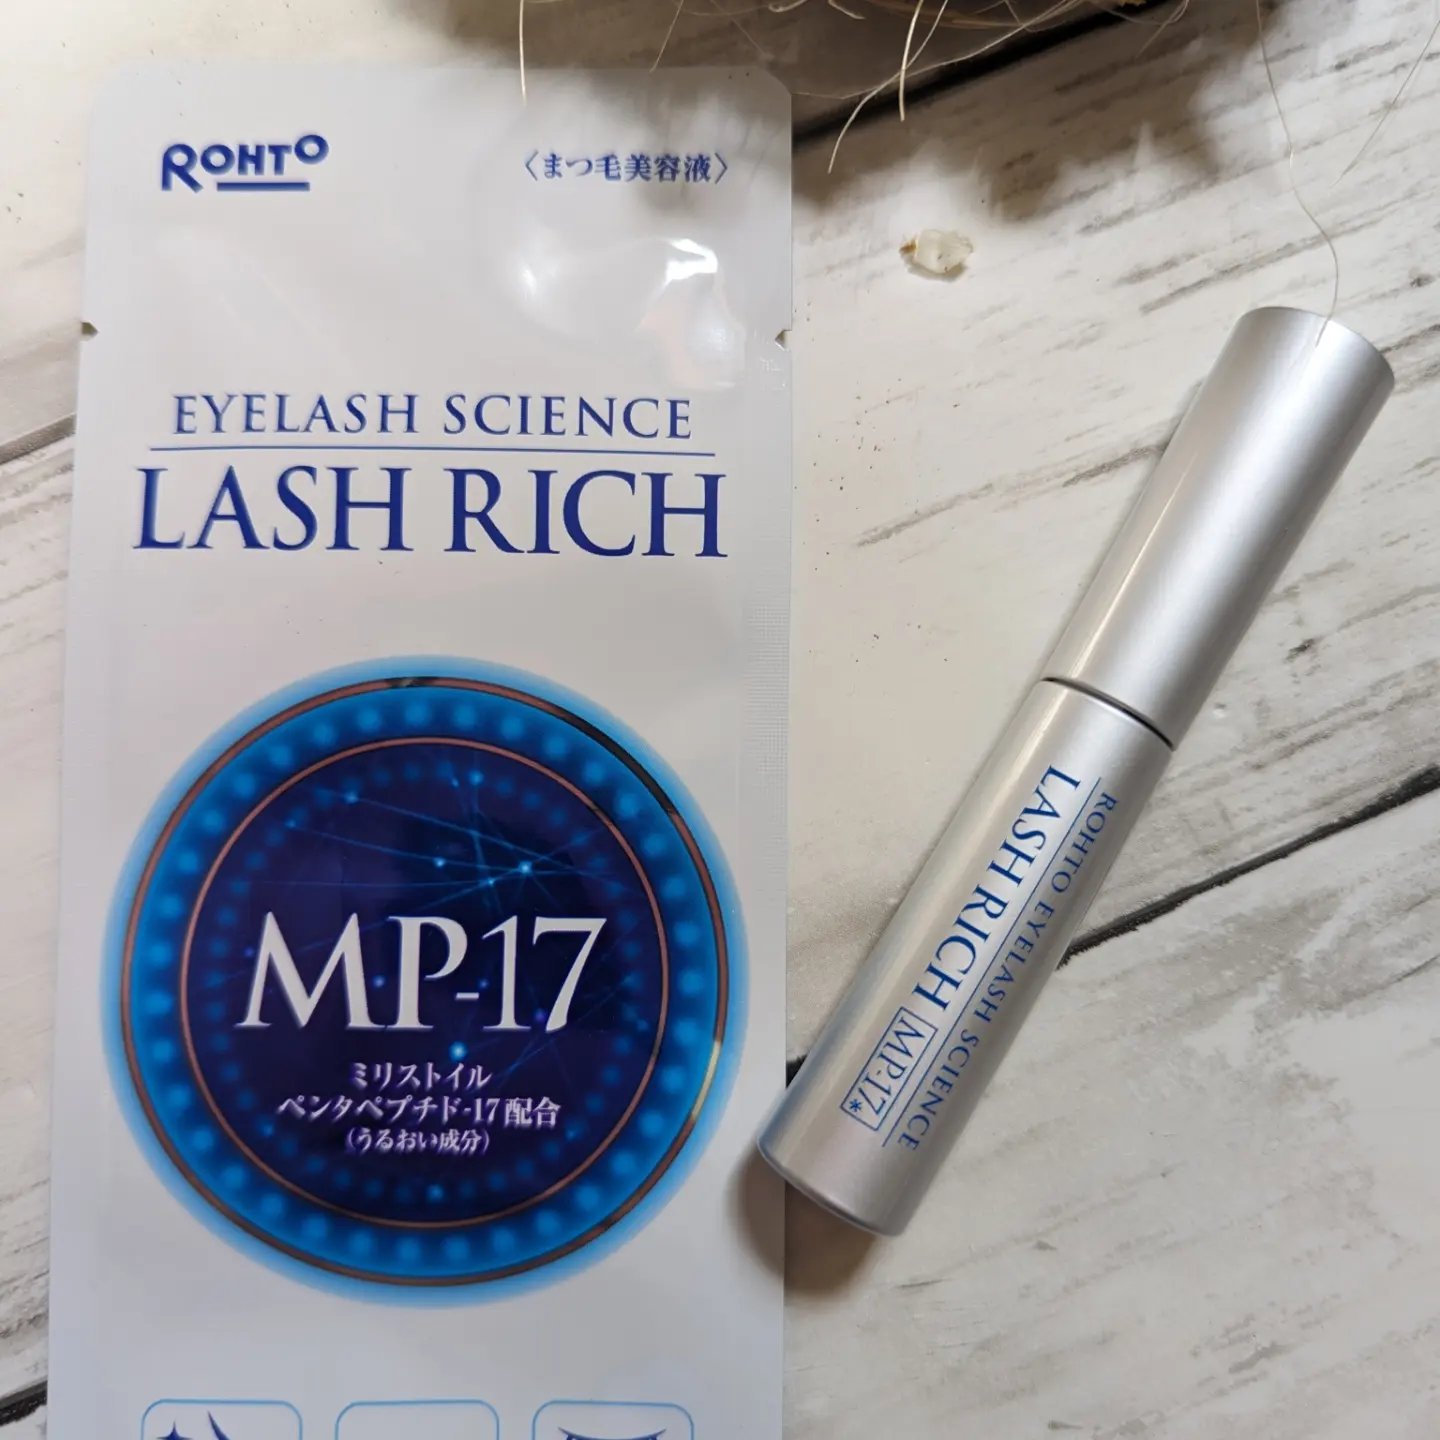 ROHTO
〈まつ毛美容液〉
EYELASH SCIENCE
LASH RICH
MP-17
ミリストイル
ペンタペプチド-17配合
(うるおい成分)
ROHTO EYELASH SCIENCE
LASH RICH MP-17*